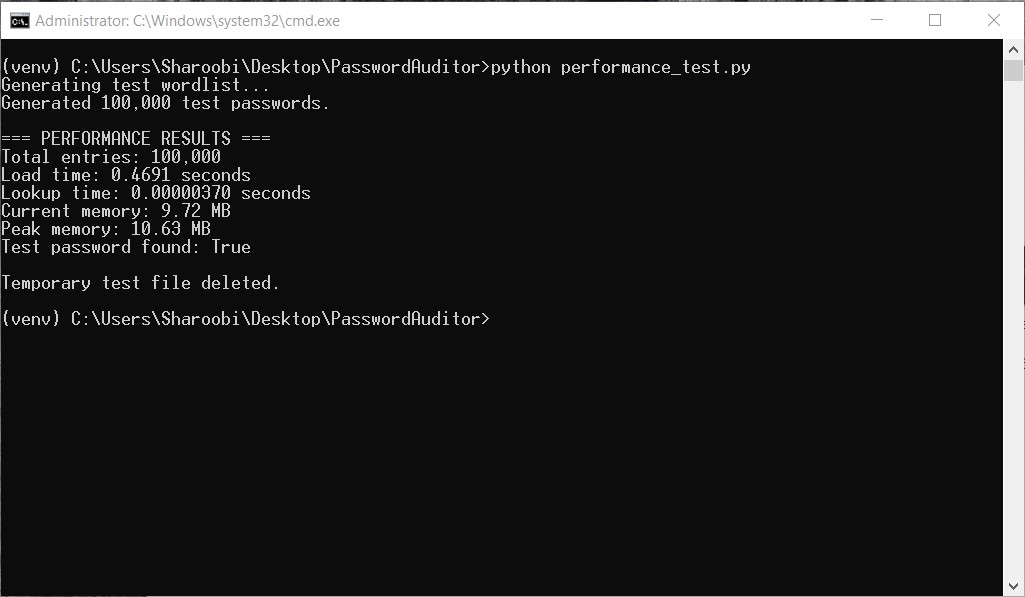 Administrator: C:\Windows\system32\cmd.exe
(venv) C:\Users\Sharoobi\Desktop\PasswordAuditor>python performance_test.py
Generating test wordlist...
Generated 100,000 test passwords.
=== PERFORMANCE RESULTS ===
Total entries: 100,000
Load time: 0.4691 seconds
Lookup time: 0.00000370 seconds
Current memory: 9.72 MB
Peak memory: 10.63 MB
Test password found: True
Temporary test file deleted.
(venv) C:\Users\Sharoobi\Desktop\PasswordAuditor>